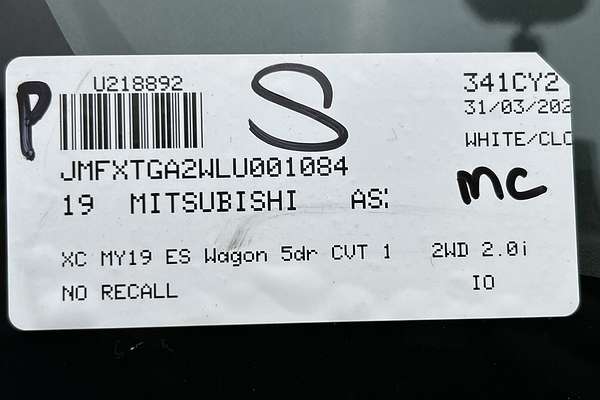 P
U218892
S
341CY2
31/03/202
WHITE/CLO
JMFXTGA2WLU001084
mc
19 MITSUBISHI AS
XC MY19 ES Wagon 5dr CVT 1 2WD 2.0i
NO RECALL IO